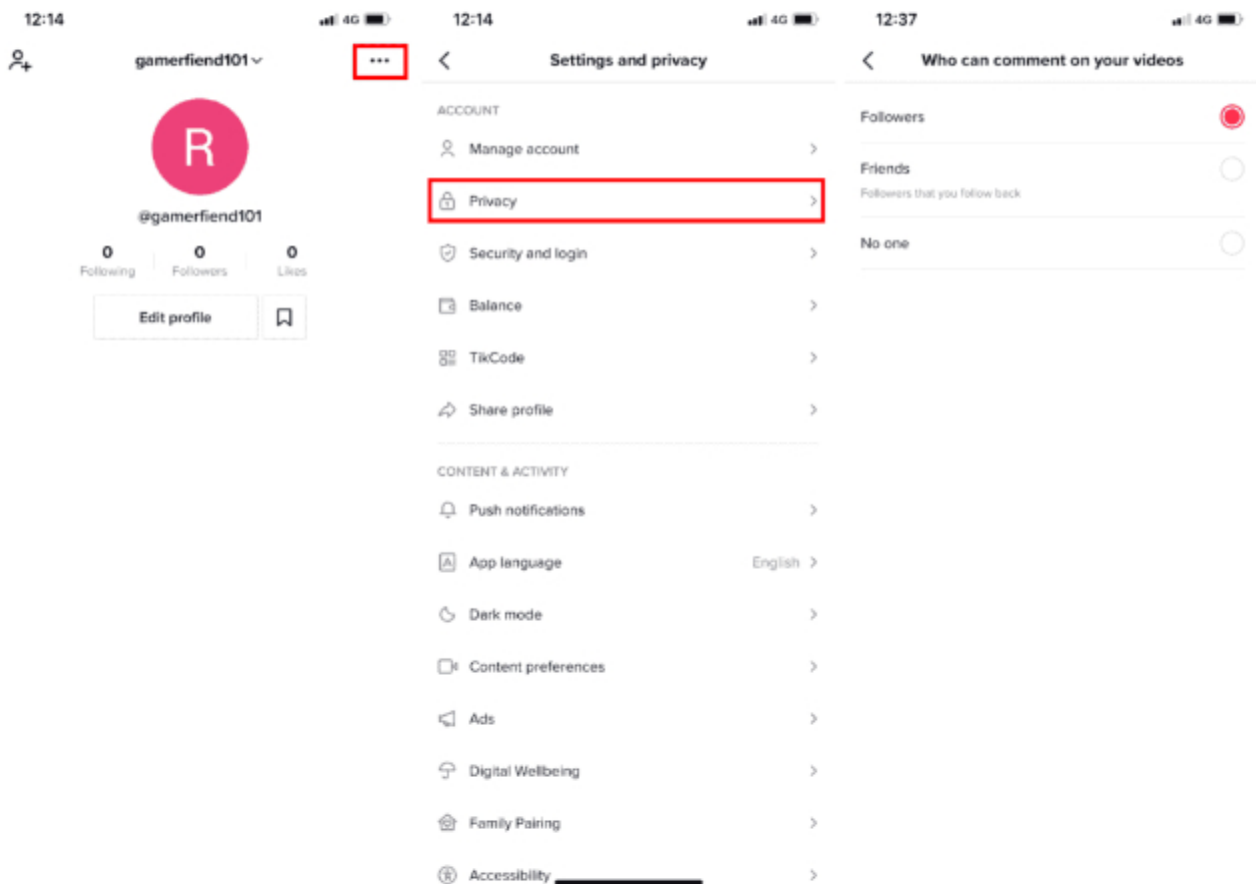 12:14
4G
gamerfiend101
R
@gamerfiend101
0 0 0
Following Followers Likes
Edit profile
12:14
4G
Settings and privacy
ACCOUNT
Manage account
Privacy
Security and login
Balance
TikCode
Share profile
CONTENT & ACTIVITY
Push notifications
App language English
Dark mode
Content preferences
Ads
Digital Wellbeing
Family Pairing
Accessibility
12:37
4G
Who can comment on your videos
Followers
Friends
Followers that you follow back
No one